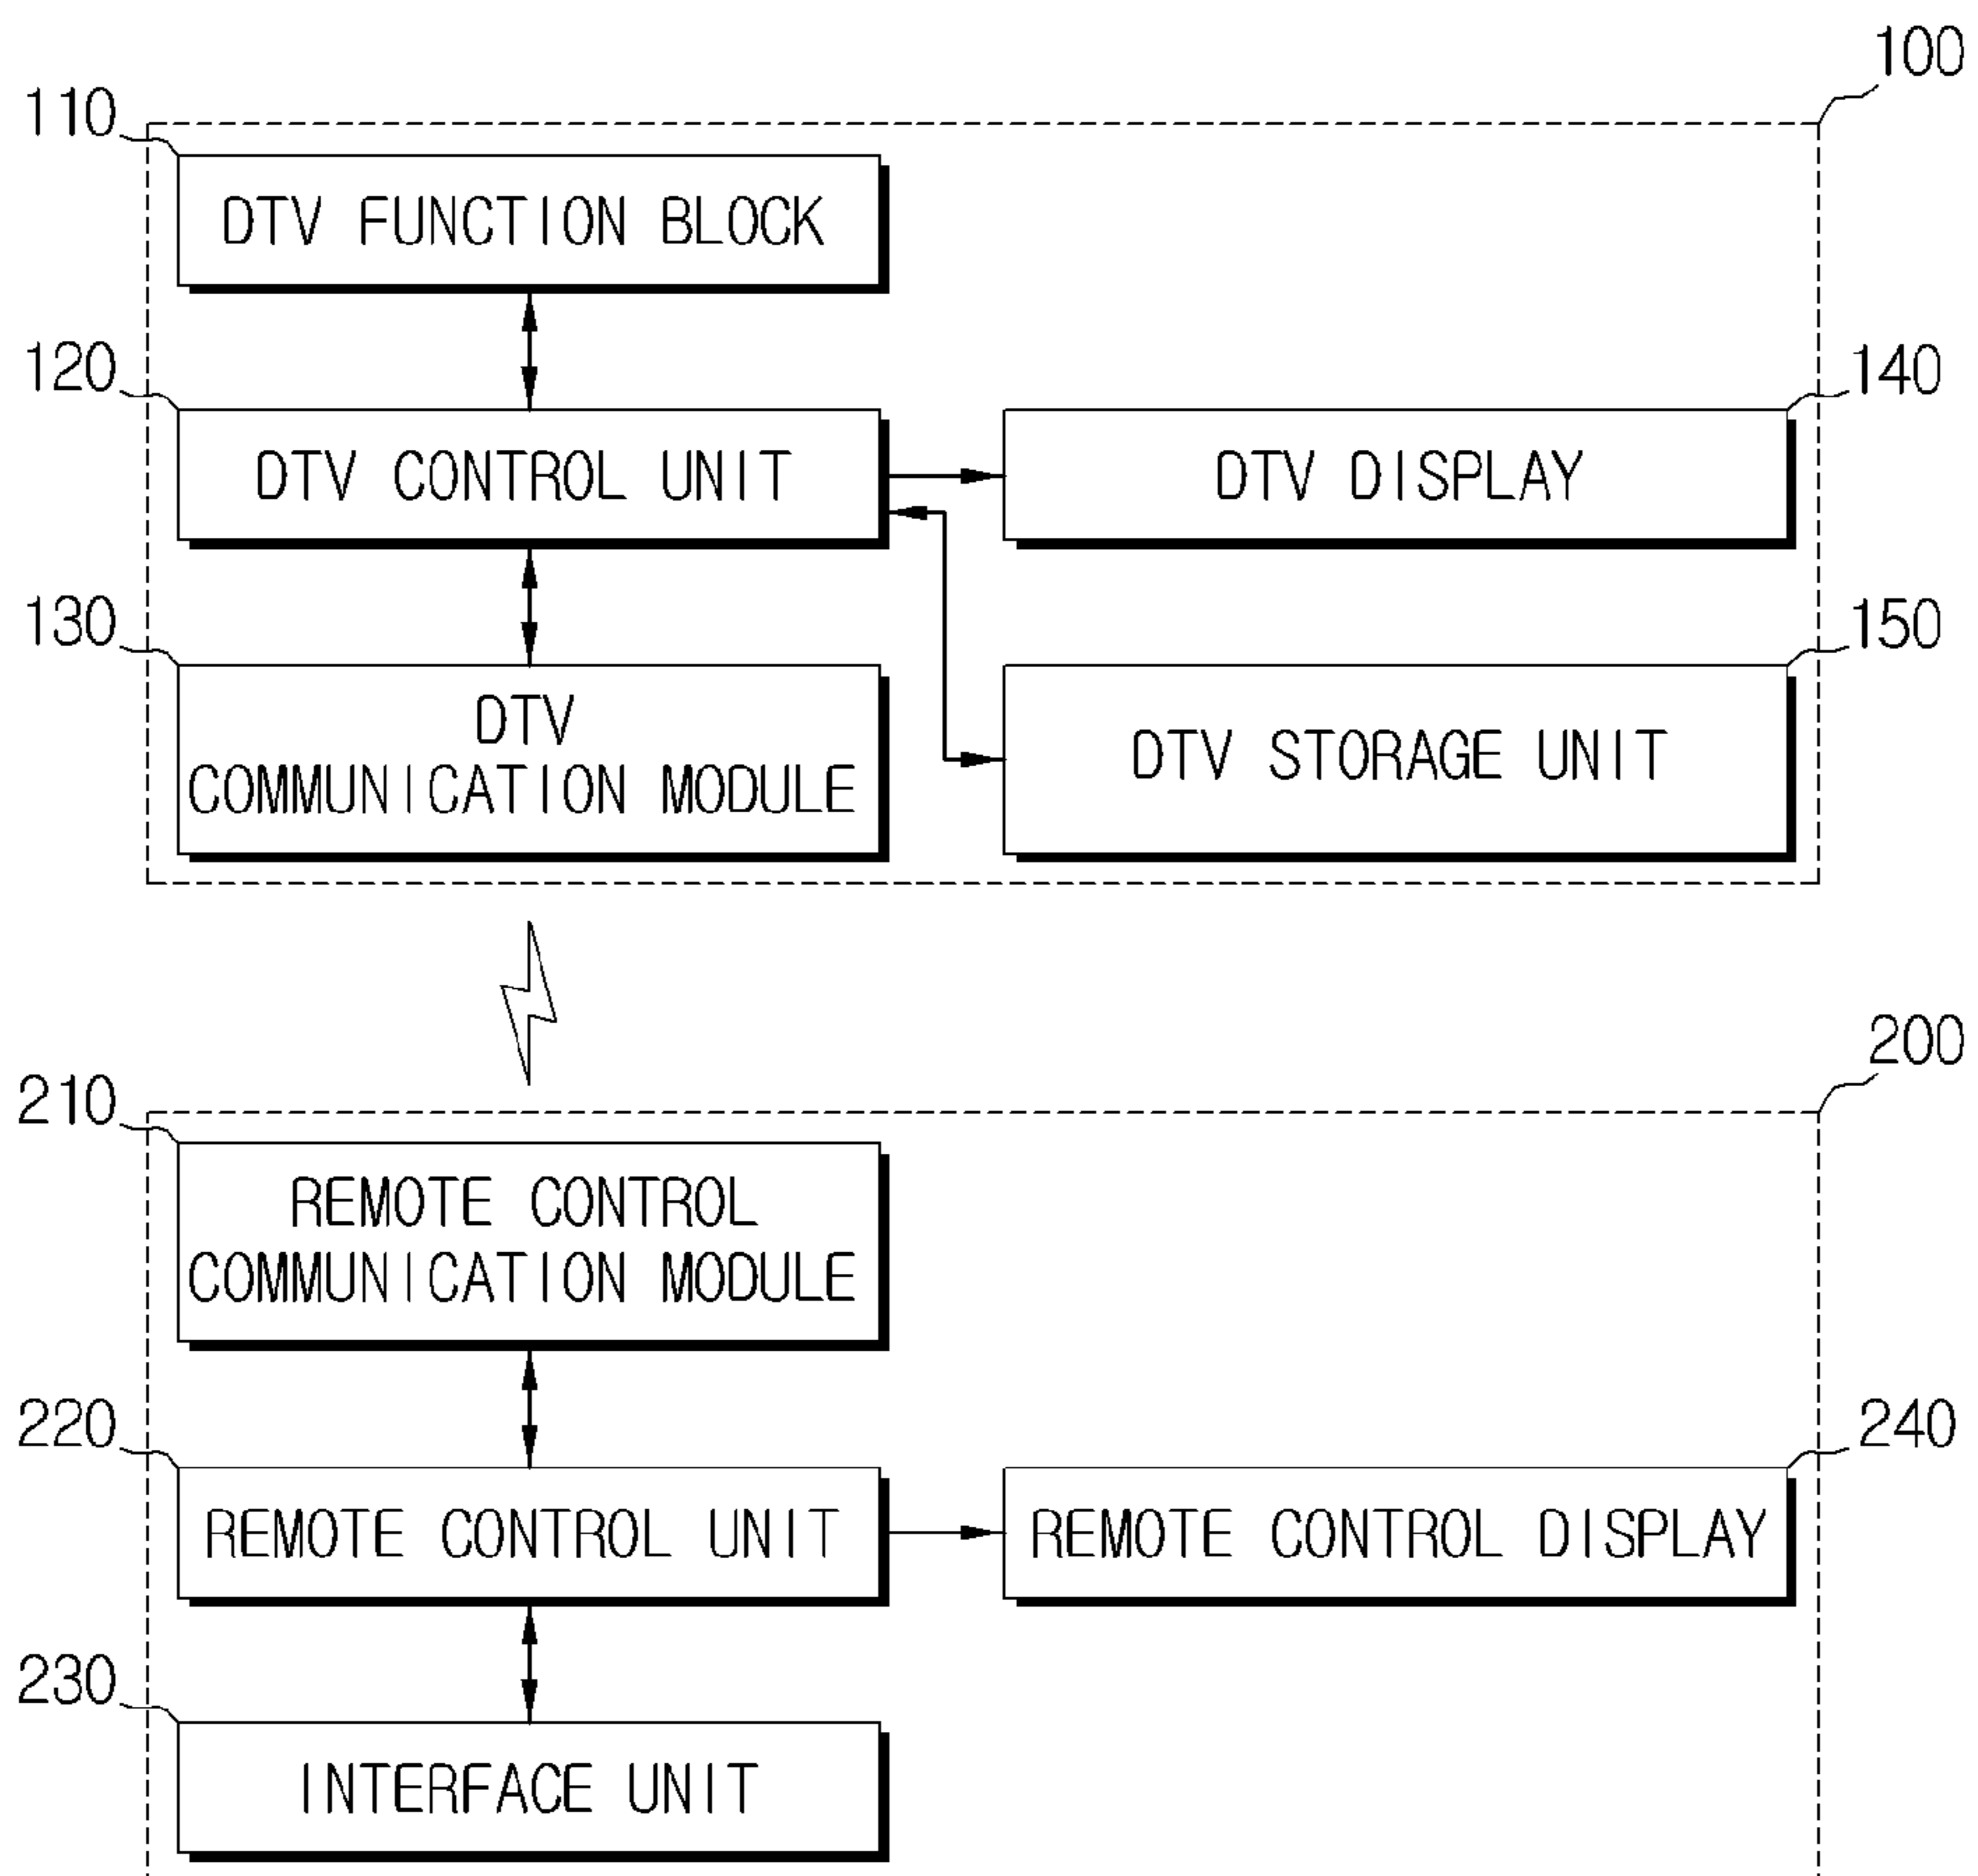 100
110
DTV FUNCTION BLOCK
120
140
DTV CONTROL UNIT
DTV DISPLAY
130
150
DTV
COMMUNICATION MODULE
DTV STORAGE UNIT
200
210
REMOTE CONTROL
COMMUNICATION MODULE
220
240
REMOTE CONTROL UNIT
REMOTE CONTROL DISPLAY
230
INTERFACE UNIT